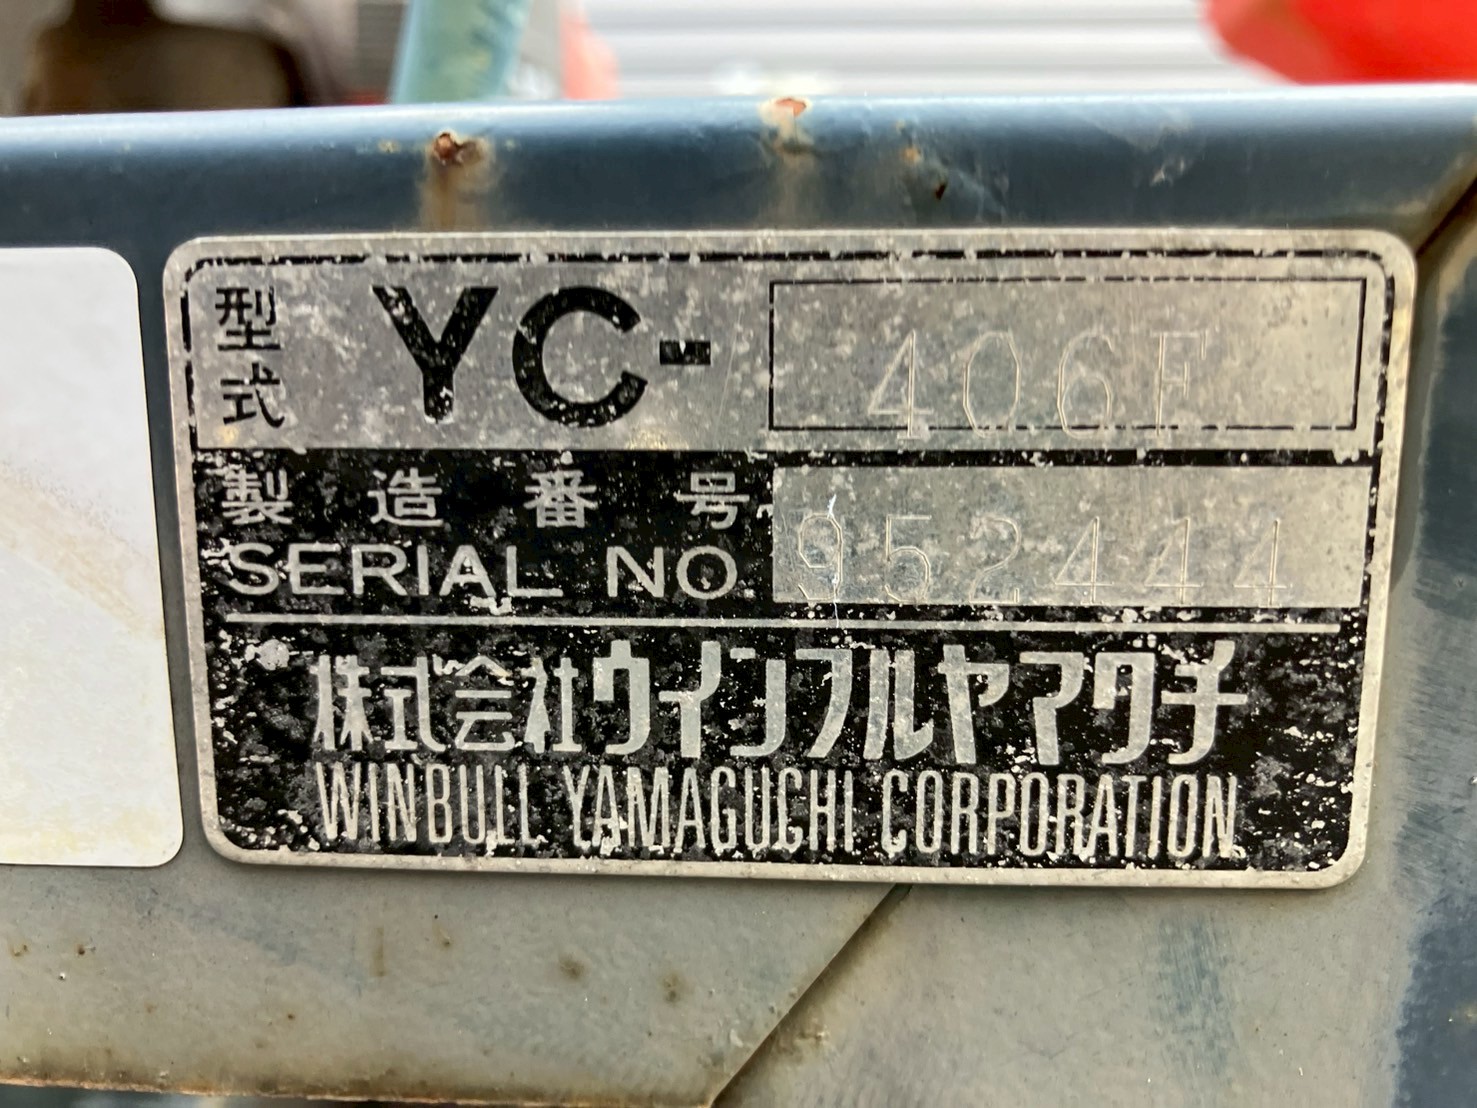 型式 YC- 406F
製造番号
SERIAL NO 952444
株式会社ウインブルヤマグチ
WINBULL YAMAGUCHI CORPORATION